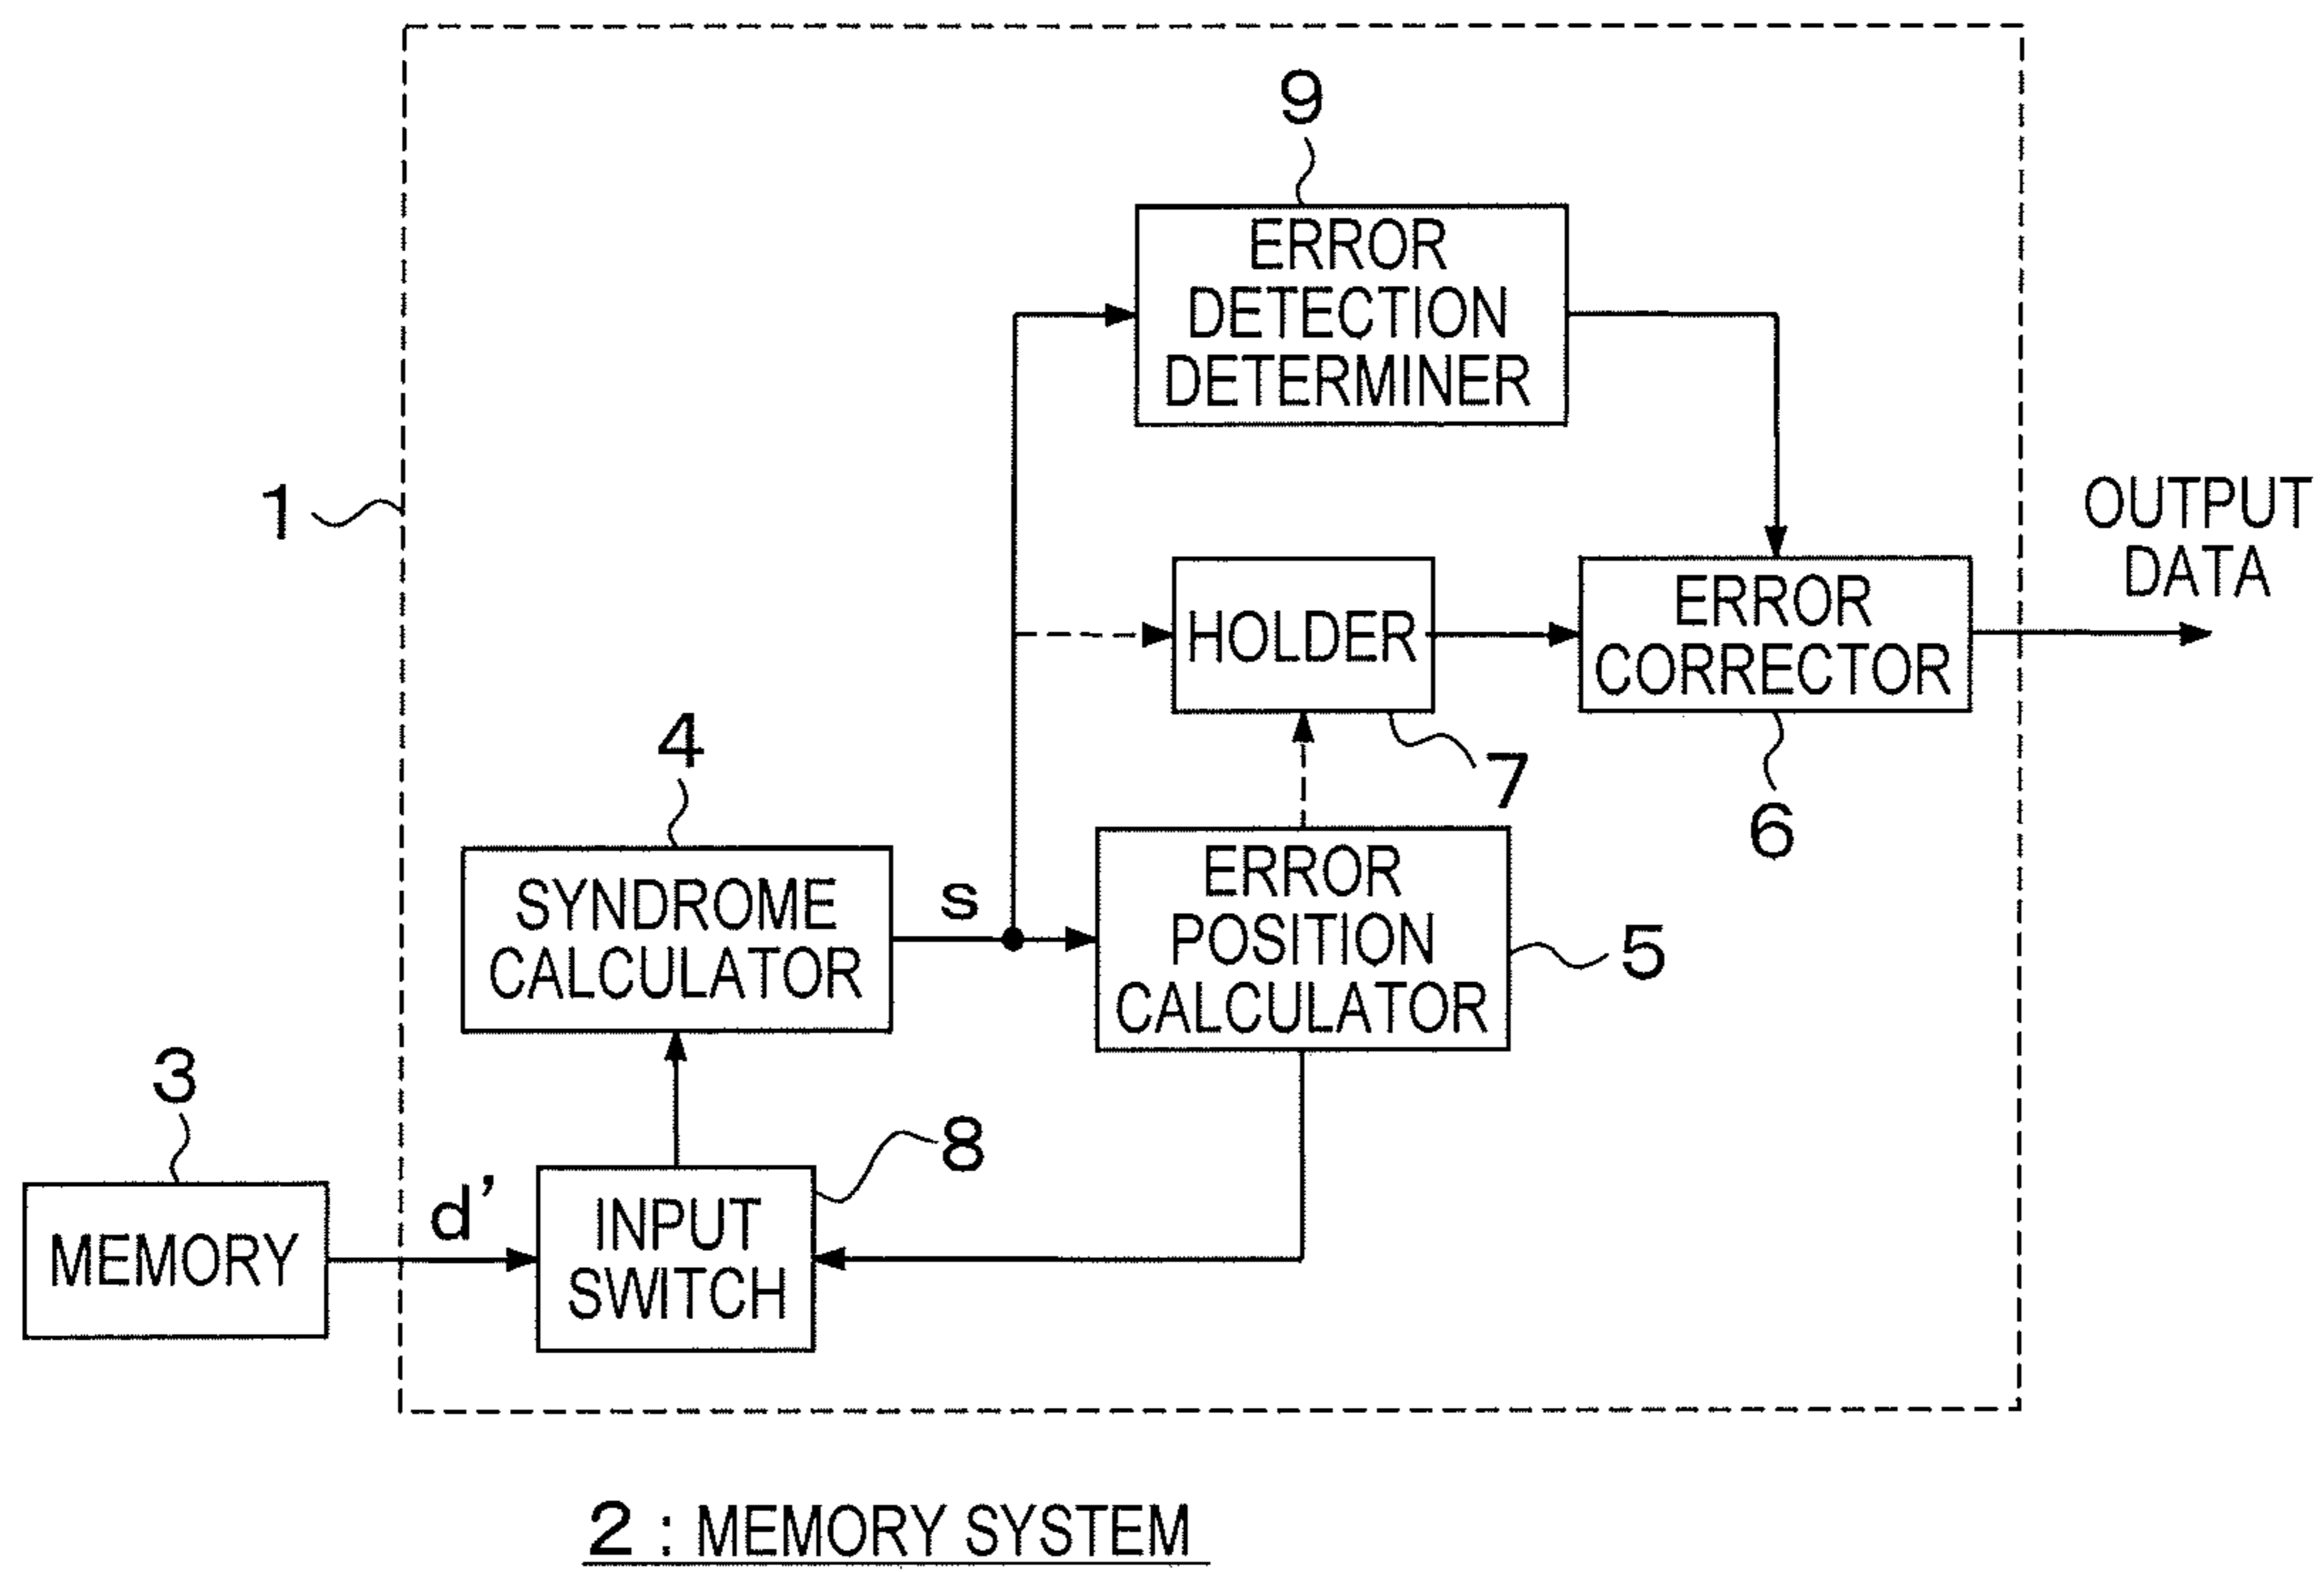 9
ERROR
DETECTION
DETERMINER
1
OUTPUT
DATA
HOLDER
ERROR
CORRECTOR
4
7
6
SYNDROME
CALCULATOR
s
ERROR
POSITION
CALCULATOR
5
3
8
MEMORY
d'
INPUT
SWITCH
2 : MEMORY SYSTEM